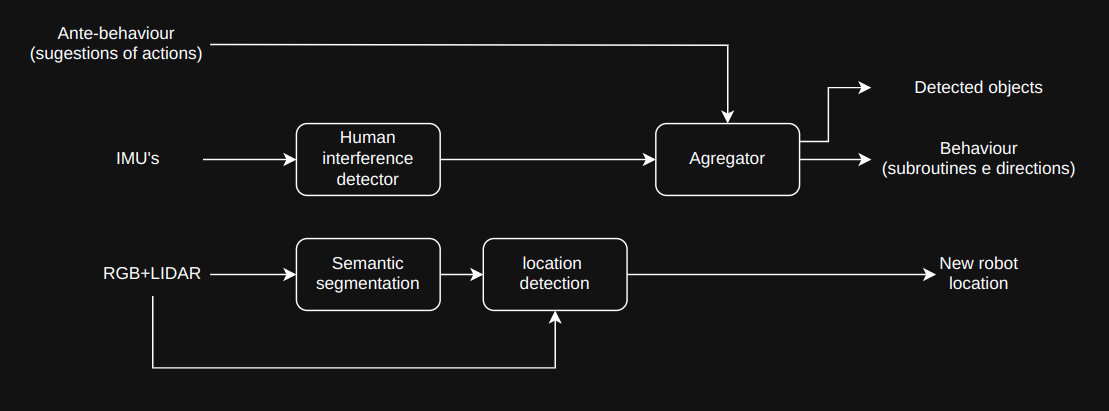 Ante-behaviour
(sugestions of actions)
Detected objects
Human
interference
detector
IMU's
Agregator
Behaviour
(subroutines e directions)
RGB+LIDAR
Semantic
segmentation
location
detection
New robot
location